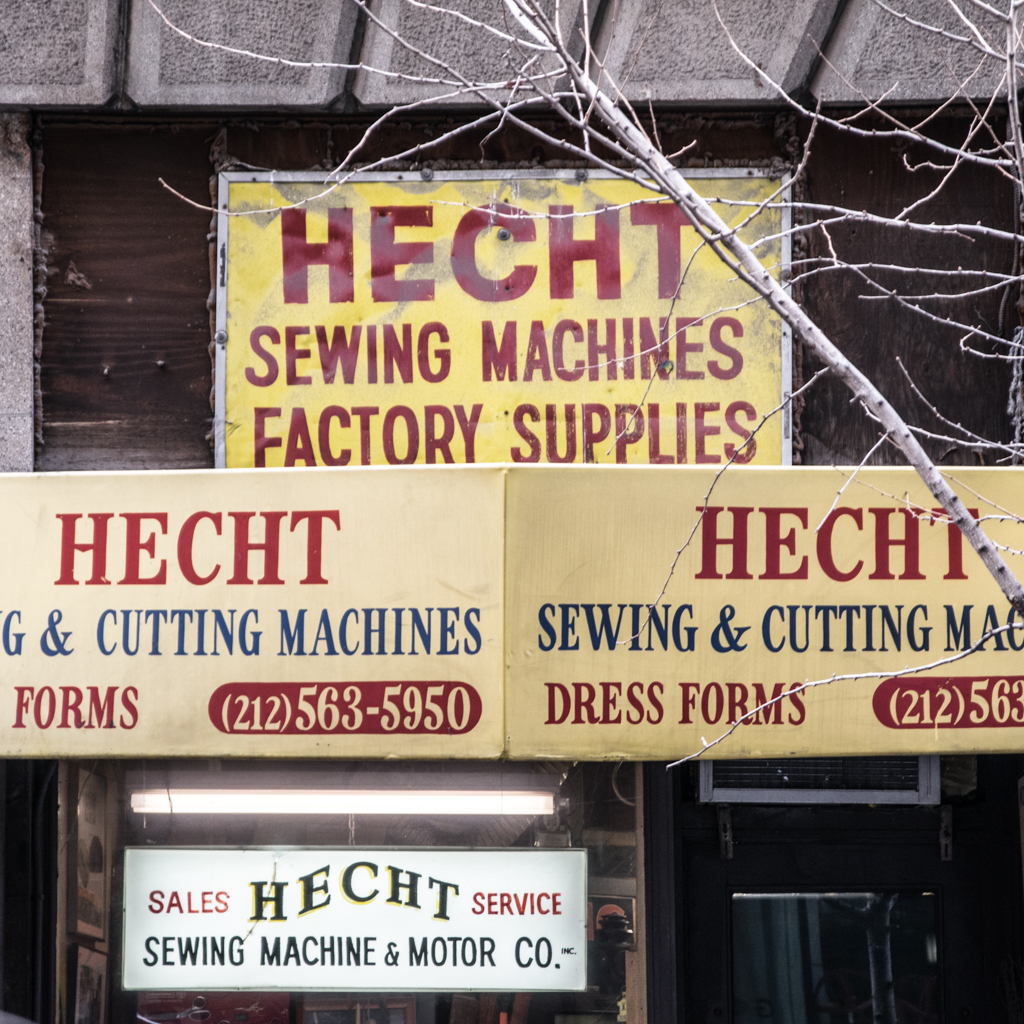 HECHT
SEWING MACHINES
FACTORY SUPPLIES
HECHT
G & CUTTING MACHINES
FORMS (212) 563-5950
HECHT
SEWING & CUTTING MAC
DRESS FORMS (212) 563
SALES HECHT SERVICE
SEWING MACHINE & MOTOR CO. INC.